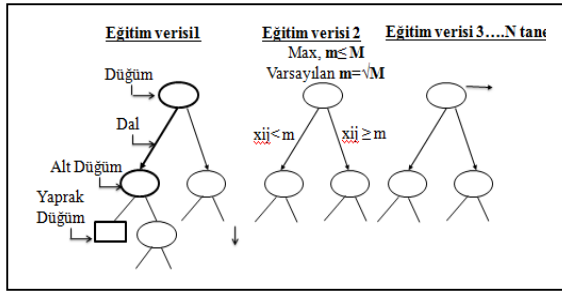 Eğitim verisi1
Eğitim verisi 2
Eğitim verisi 3….N tane
Max, m≤ M
Varsayılan m=√M
Düğüm
Dal
xij<m
xij ≥ m
Alt Düğüm
Yaprak
Düğüm